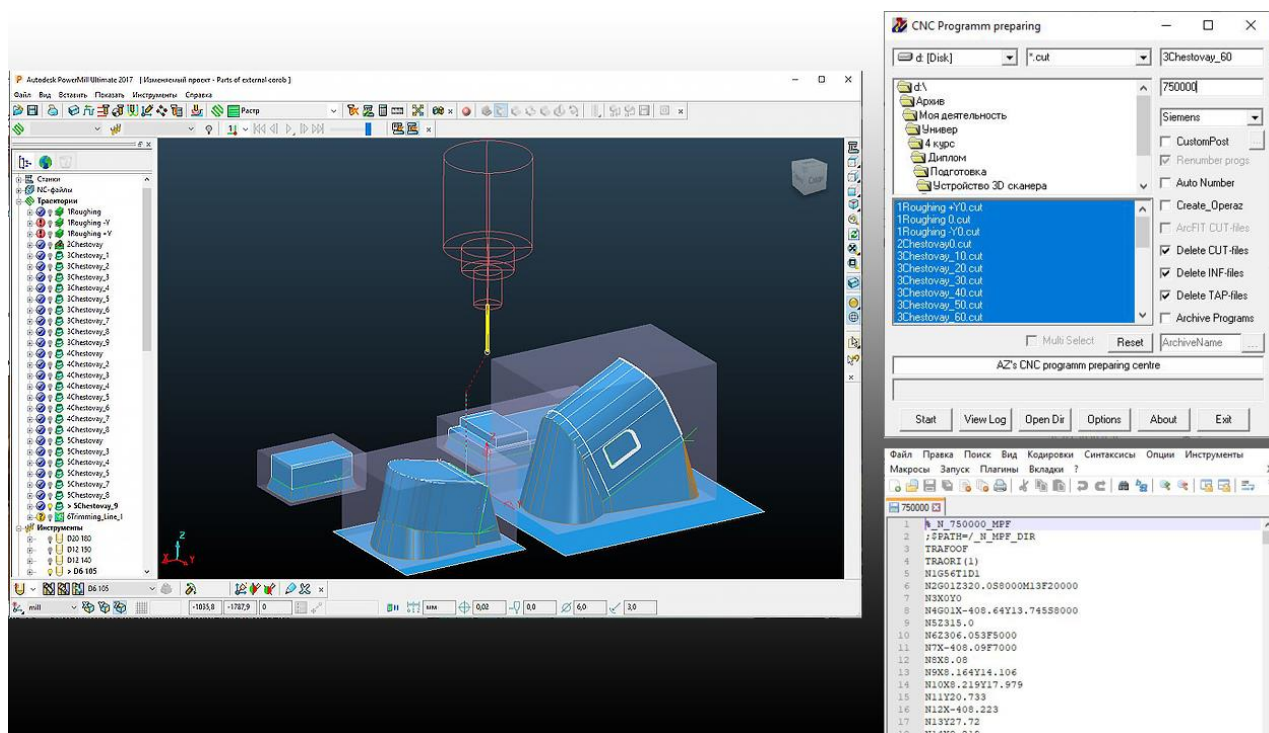 Autodesk PowerMill Ultimate 2017 [ Изменяемый проект - Parts of external corob ]
Файл Вид Вставить Показать Инструменты Справка
Растр
Станки
NC-файлы
Траектории
1Roughing
1Roughing -Y
1Roughing +Y
2Chestovay
3Chestovay_1
3Chestovay_2
3Chestovay_3
3Chestovay_4
3Chestovay_5
3Chestovay_6
3Chestovay_7
3Chestovay_8
3Chestovay_9
4Chestovay
4Chestovay_2
4Chestovay_3
4Chestovay_4
4Chestovay_5
4Chestovay_6
4Chestovay_7
4Chestovay_8
5Chestovay
5Chestovay_3
5Chestovay_4
5Chestovay_5
5Chestovay_7
5Chestovay_8
> 5Chestovay_9
6Trimming_Line_1
Инструменты
D20 180
D12 190
D12 140
> D6 105
Z
X
Y
D6 105
mill
-1035,8
-1787,9
0
мм
0,02
0,0
6,0
3,0
CNC Programm preparing
d: [Disk]
*.cut
3Chestovay_60
d:\
Архив
Моя деятельность
Универ
4 курс
Диплом
Подготовка
Устройство 3D сканера
750000
Siemens
CustomPost
Renumber progs
Auto Number
Create_Operaz
ArcFIT CUT-files
Delete CUT-files
Delete INF-files
Delete TAP-files
Archive Programs
1Roughing +Y0.cut
1Roughing 0.cut
1Roughing -Y0.cut
2Chestovay0.cut
3Chestovay_10.cut
3Chestovay_20.cut
3Chestovay_30.cut
3Chestovay_40.cut
3Chestovay_50.cut
3Chestovay_60.cut
Multi Select
Reset
ArchiveName
AZ's CNC programm preparing centre
Start
View Log
Open Dir
Options
About
Exit
Файл Правка Поиск Вид Кодировки Синтаксисы Опции Инструменты
Макросы Запуск Плагины Вкладки ?
750000
1 %_N_750000_MPF
2 ;$PATH=/_N_MPF_DIR
3 TRAFOOF
4 TRAORI(1)
5 N1G56T1D1
6 N2G01Z320.0S8000M13F20000
7 N3X0Y0
8 N4G01X-408.64Y13.745S8000
9 N5Z315.0
10 N6Z306.053F5000
11 N7X-408.09F7000
12 N8X8.08
13 N9X8.164Y14.106
14 N10X8.219Y17.979
15 N11Y20.733
16 N12X-408.223
17 N13Y27.72